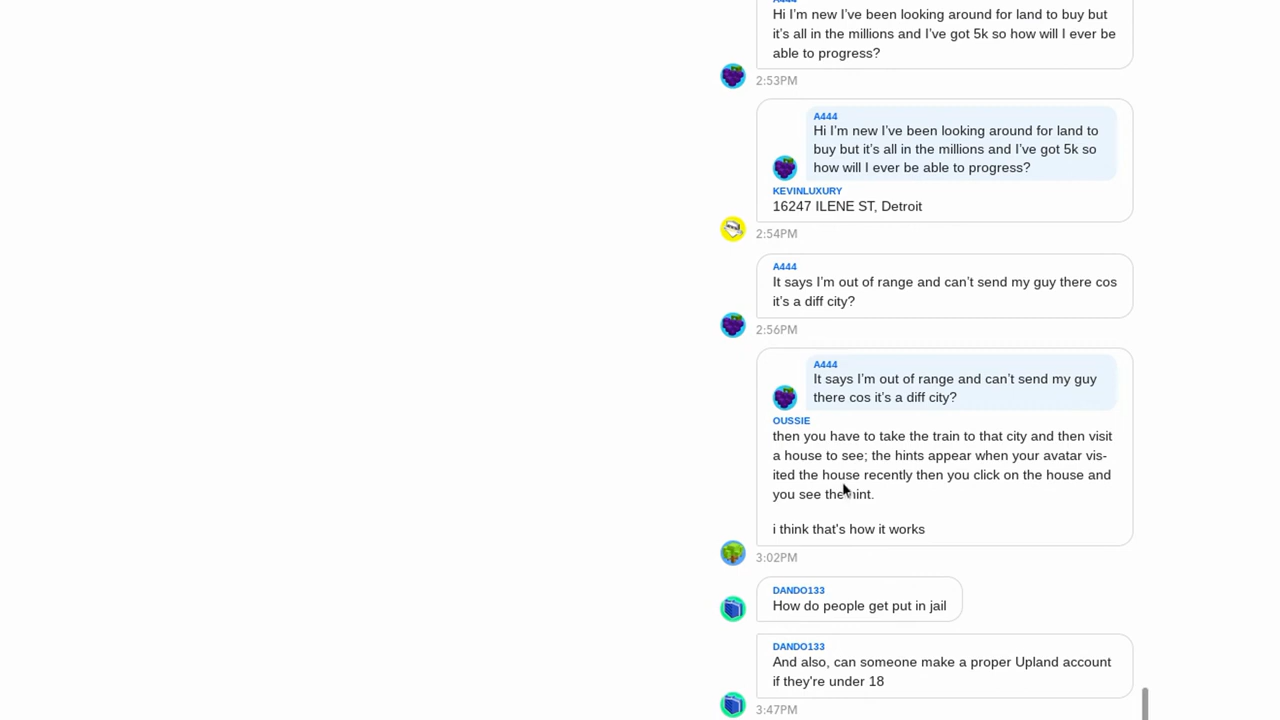 Hi I’m new I’ve been looking around for land to buy but
it’s all in the millions and I’ve got 5k so how will I ever be
able to progress?
2:53PM
A444
Hi I’m new I’ve been looking around for land to
buy but it’s all in the millions and I’ve got 5k so
how will I ever be able to progress?
KEVINLUXURY
16247 ILENE ST, Detroit
2:54PM
A444
It says I’m out of range and can’t send my guy there cos
it’s a diff city?
2:56PM
A444
It says I’m out of range and can’t send my guy
there cos it’s a diff city?
OUSSIE
then you have to take the train to that city and then visit
a house to see; the hints appear when your avatar vis-
ited the house recently then you click on the house and
you see the hint.
i think that's how it works
3:02PM
DANDO133
How do people get put in jail
DANDO133
And also, can someone make a proper Upland account
if they're under 18
3:47PM